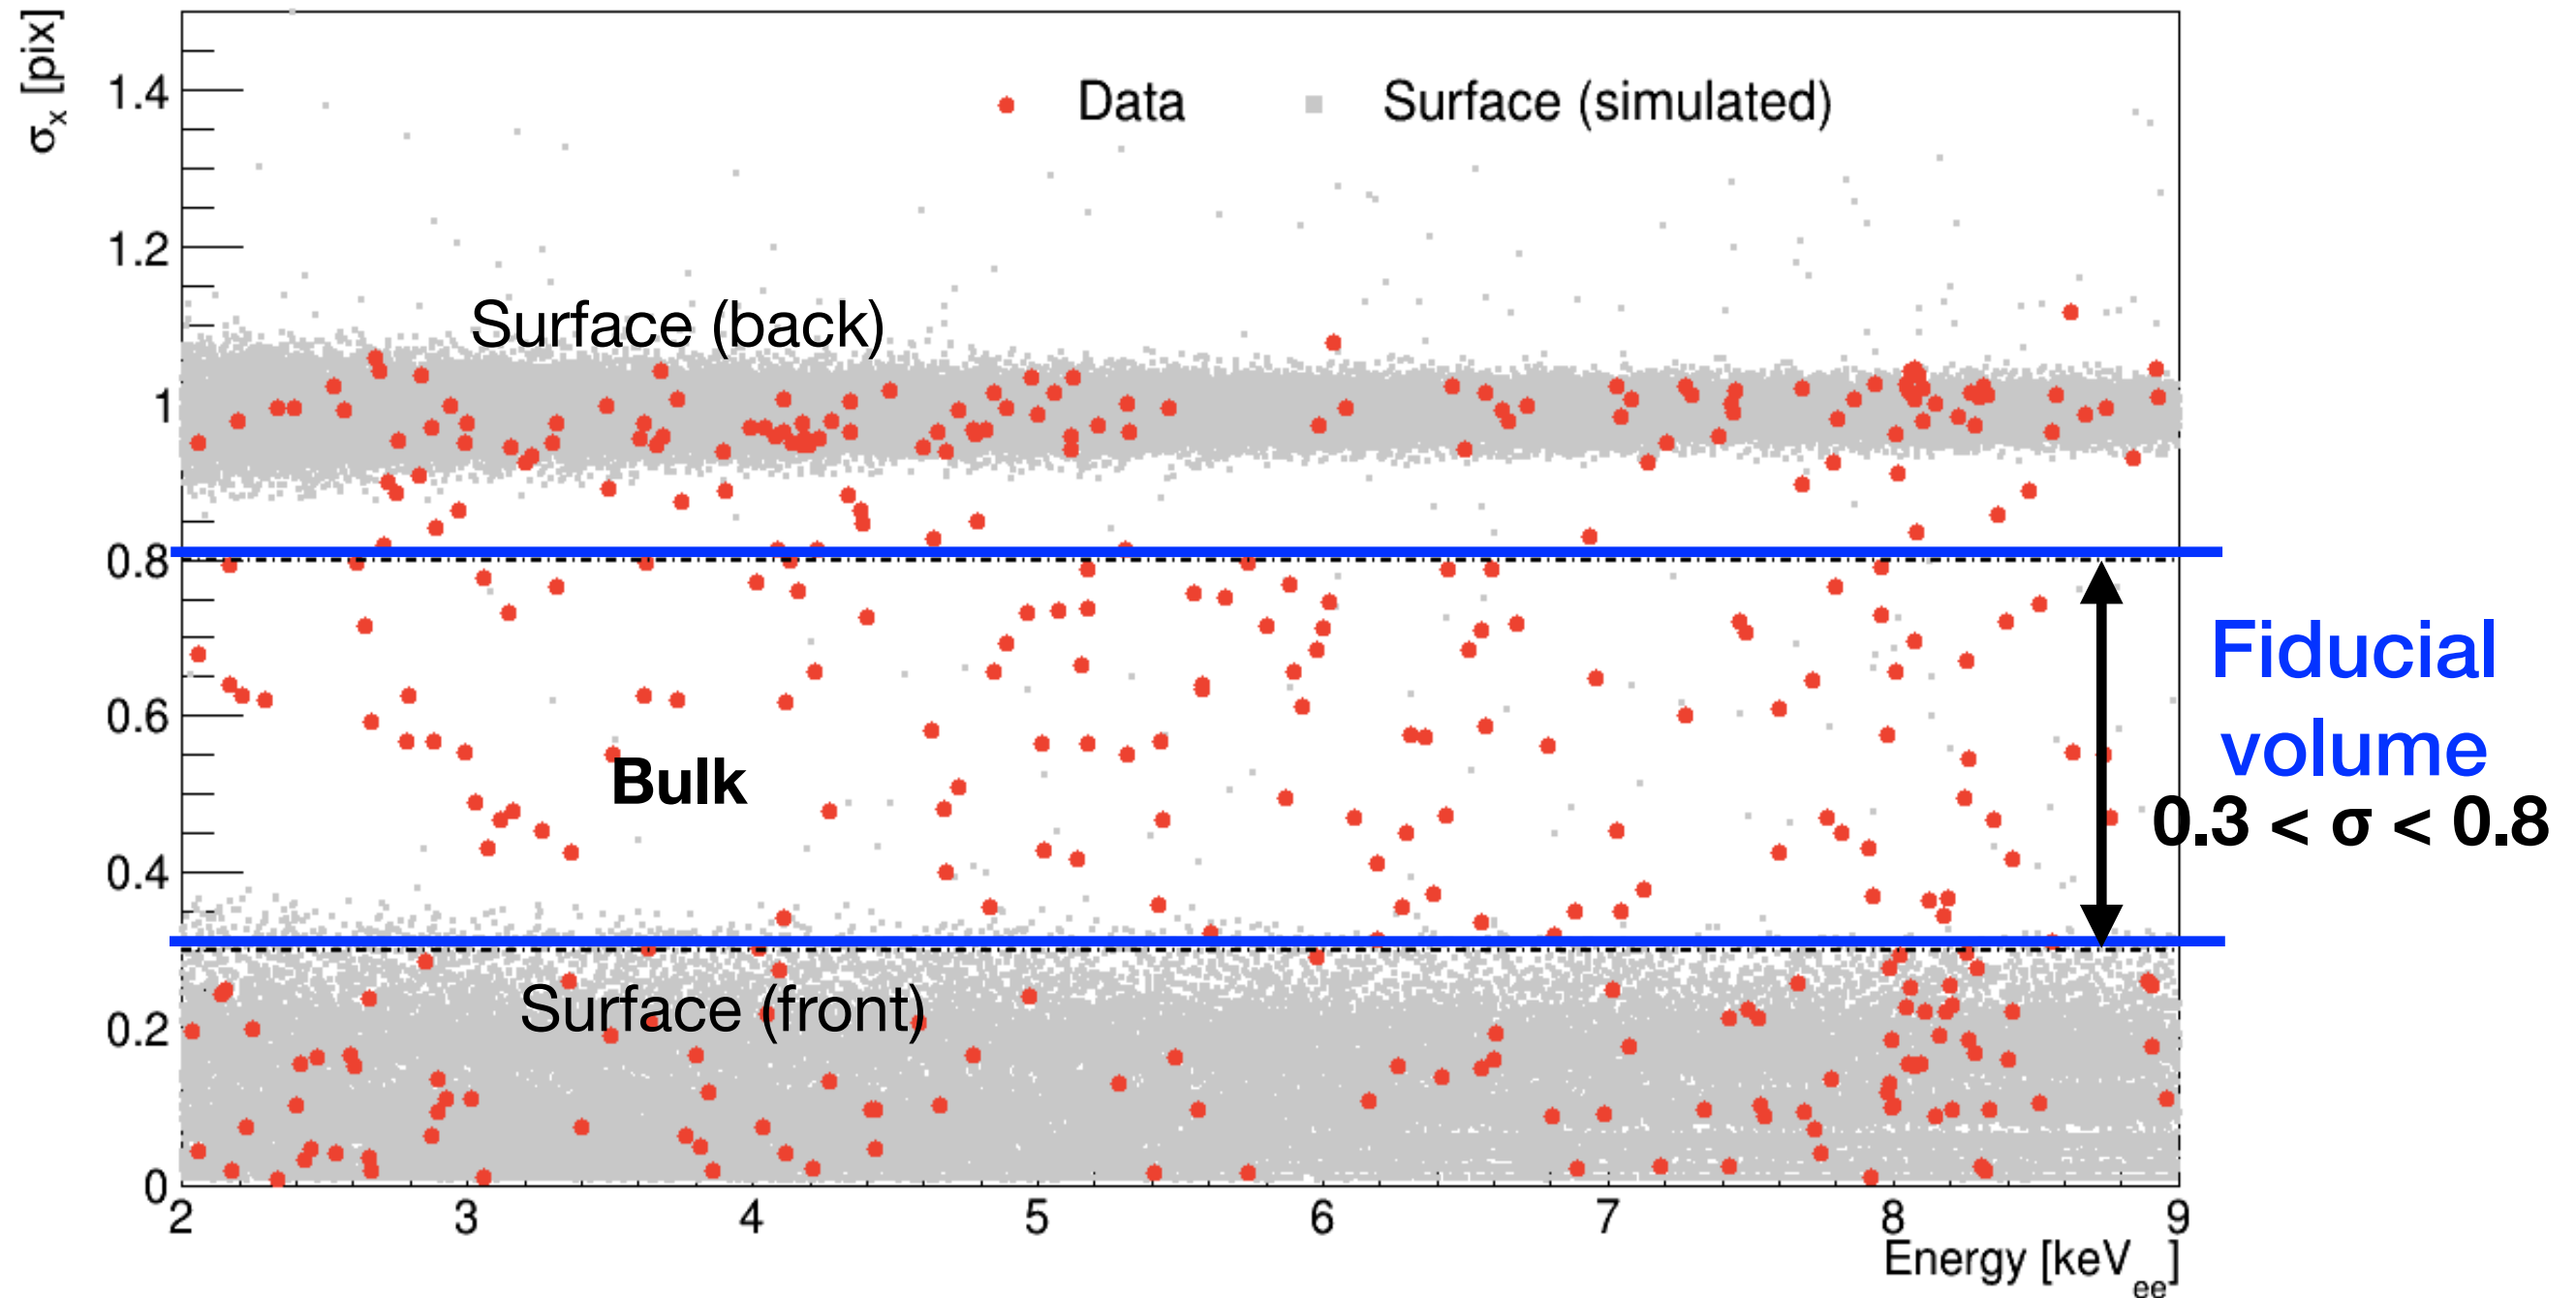 σx [pix]
1.4
1.2
1
0.8
0.6
0.4
0.2
0
Data
Surface (simulated)
Surface (back)
Bulk
Surface (front)
Fiducial
volume
0.3 < σ < 0.8
2 3 4 5 6 7 8 9
Energy [keVee]